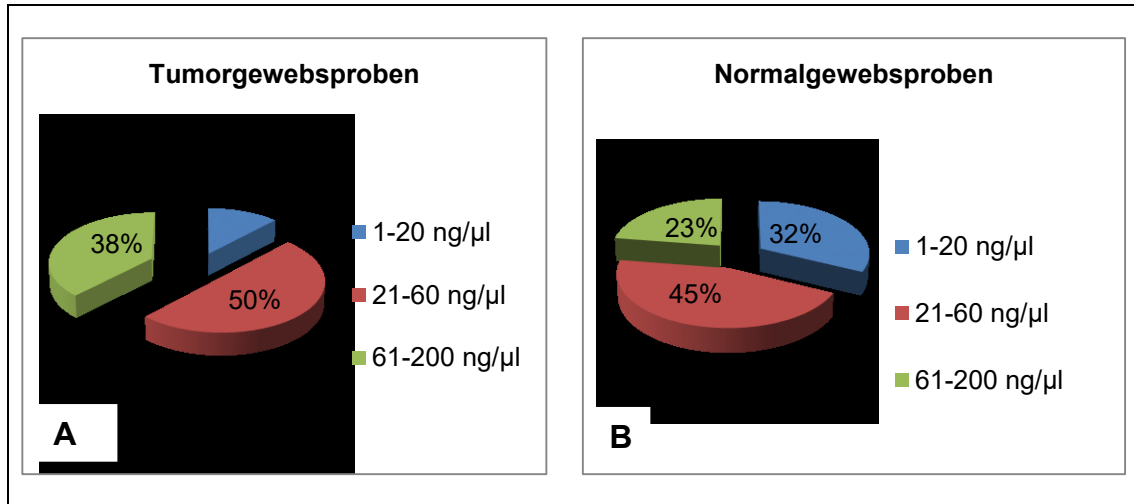 Tumorgewebsproben
38%
50%
1-20 ng/µl
21-60 ng/µl
61-200 ng/µl
A
Normalgewebsproben
23%
32%
45%
1-20 ng/µl
21-60 ng/µl
61-200 ng/µl
B